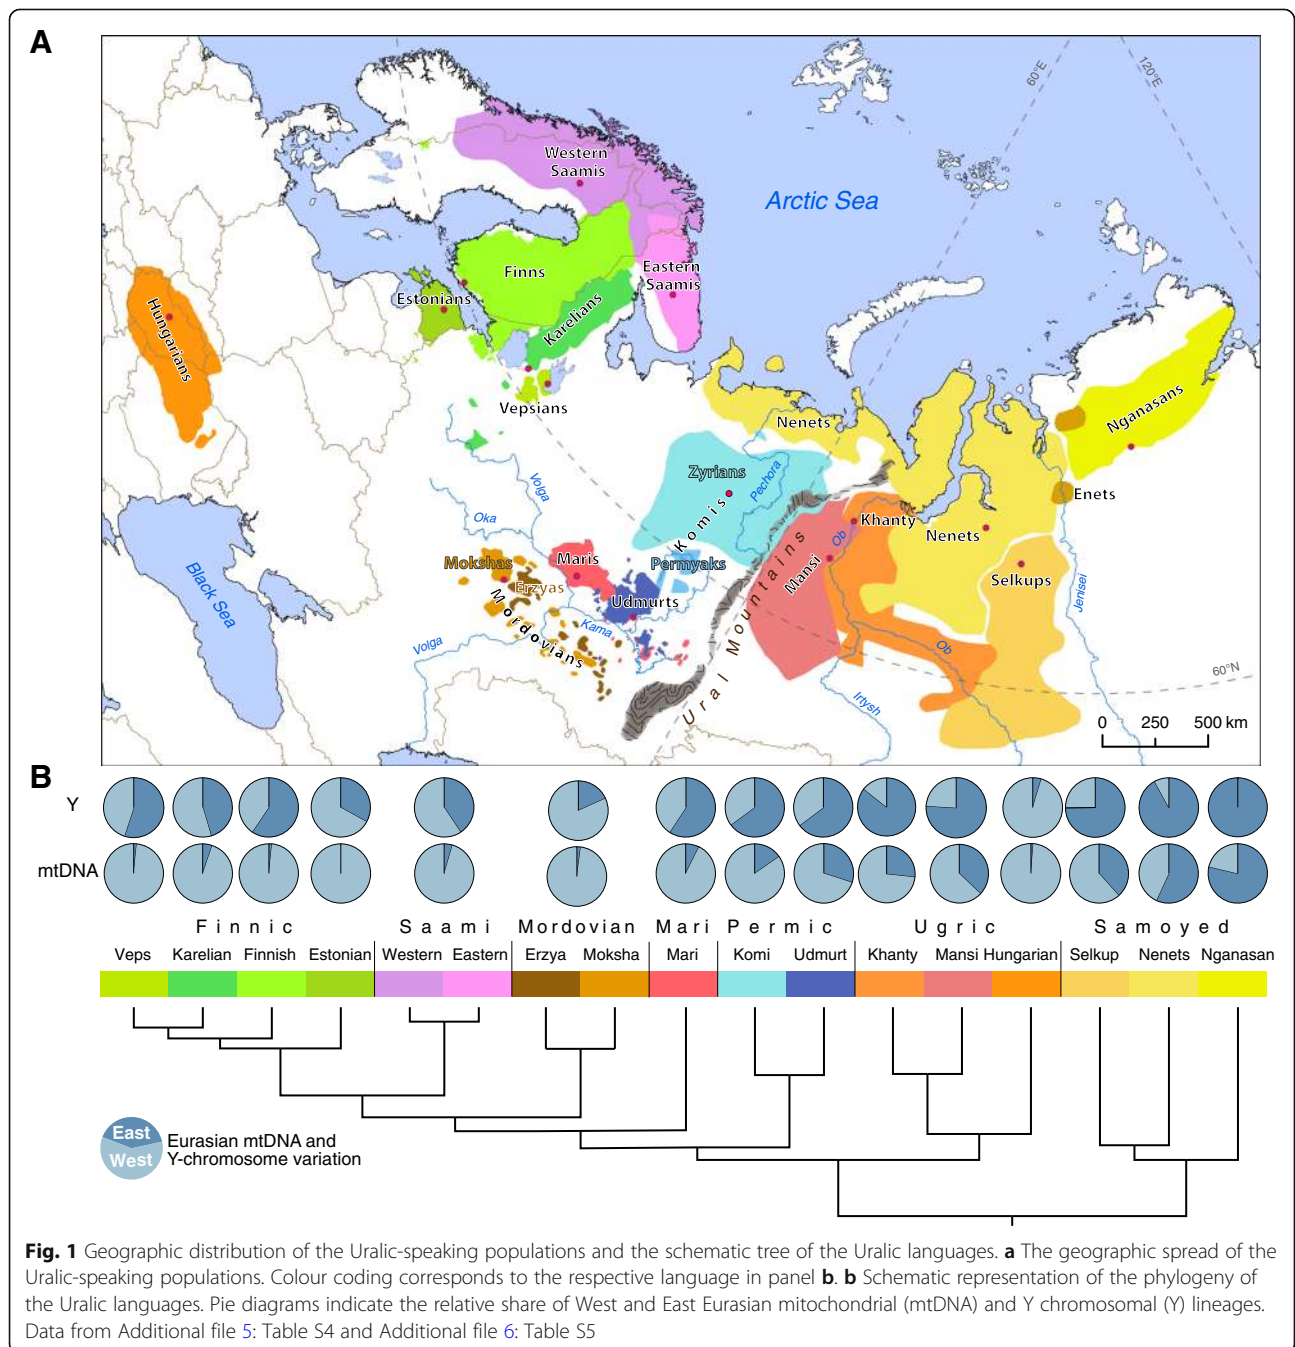 A
60°E
120°E
Western
Saamis
Arctic Sea
Finns
Eastern
Saamis
Estonians
Karelians
Hungarians
Vepsians
Nenets
Nganasans
Zyrians
Pechora
Volga
Komis
Enets
Oka
Khanty
Ob
Nenets
Mokshas
Maris
Permyaks
Mansi
Selkups
Erzyas
Udmurts
Black Sea
Mordovians
Kama
Jenisei
Volga
Ural Mountains
Ob
60°N
Irtysh
0 250 500 km
B
Y
mtDNA
Finnic Saami Mordovian Mari Permic Ugric Samoyed
Veps Karelian Finnish Estonian Western Eastern Erzya Moksha Mari Komi Udmurt Khanty Mansi Hungarian Selkup Nenets Nganasan
East
West
Eurasian mtDNA and
Y-chromosome variation
Fig. 1 Geographic distribution of the Uralic-speaking populations and the schematic tree of the Uralic languages. a The geographic spread of the
Uralic-speaking populations. Colour coding corresponds to the respective language in panel b. b Schematic representation of the phylogeny of
the Uralic languages. Pie diagrams indicate the relative share of West and East Eurasian mitochondrial (mtDNA) and Y chromosomal (Y) lineages.
Data from Additional file 5: Table S4 and Additional file 6: Table S5